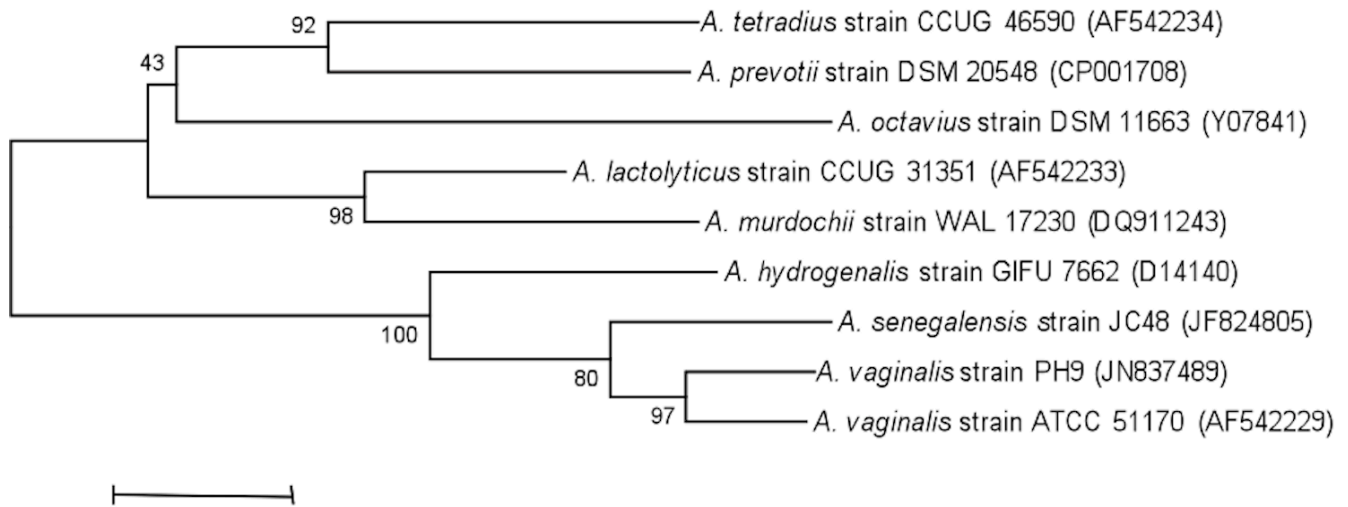 92
A. tetradius strain CCUG 46590 (AF542234)
43
A. prevotii strain DSM 20548 (CP001708)
A. octavius strain DSM 11663 (Y07841)
A. lactolyticus strain CCUG 31351 (AF542233)
98
A. murdochii strain WAL 17230 (DQ911243)
A. hydrogenalis strain GIFU 7662 (D14140)
100
A. senegalensis strain JC48 (JF824805)
80
A. vaginalis strain PH9 (JN837489)
97
A. vaginalis strain ATCC 51170 (AF542229)